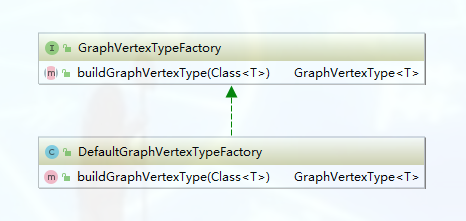 I GraphVertexTypeFactory
m buildGraphVertexType(Class<T>) GraphVertexType<T>
C DefaultGraphVertexTypeFactory
m buildGraphVertexType(Class<T>) GraphVertexType<T>